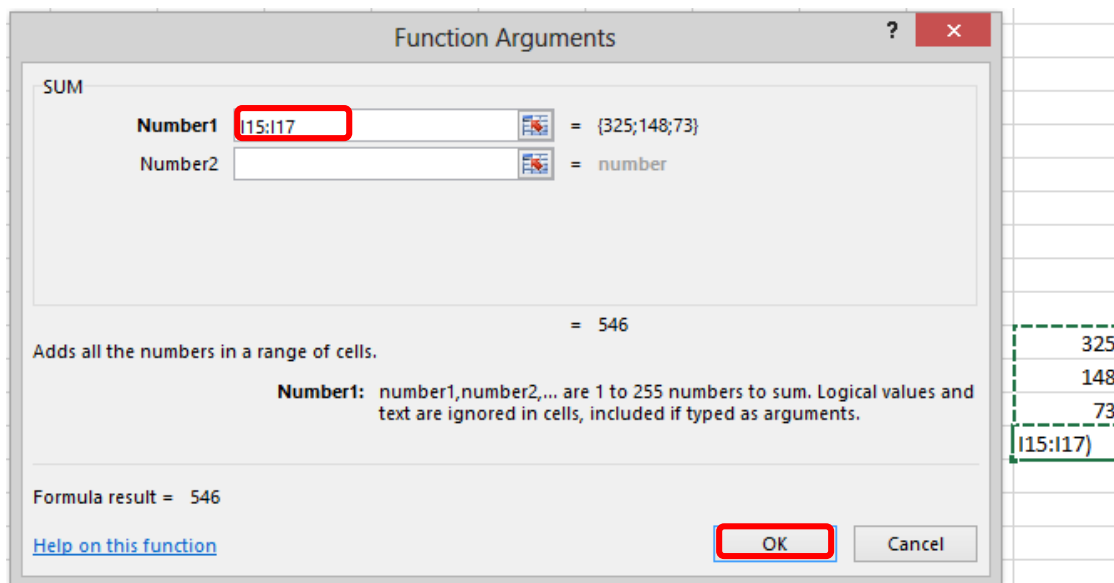 Function Arguments
?
×
SUM
Number1 I15:I17 = {325;148;73}
Number2 = number
= 546
Adds all the numbers in a range of cells.
Number1: number1,number2,... are 1 to 255 numbers to sum. Logical values and
text are ignored in cells, included if typed as arguments.
Formula result = 546
Help on this function
OK
Cancel
325
148
73
I15:I17)